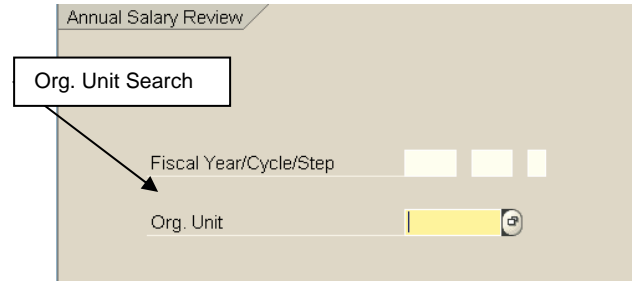 Annual Salary Review
Org. Unit Search
Fiscal Year/Cycle/Step
Org. Unit